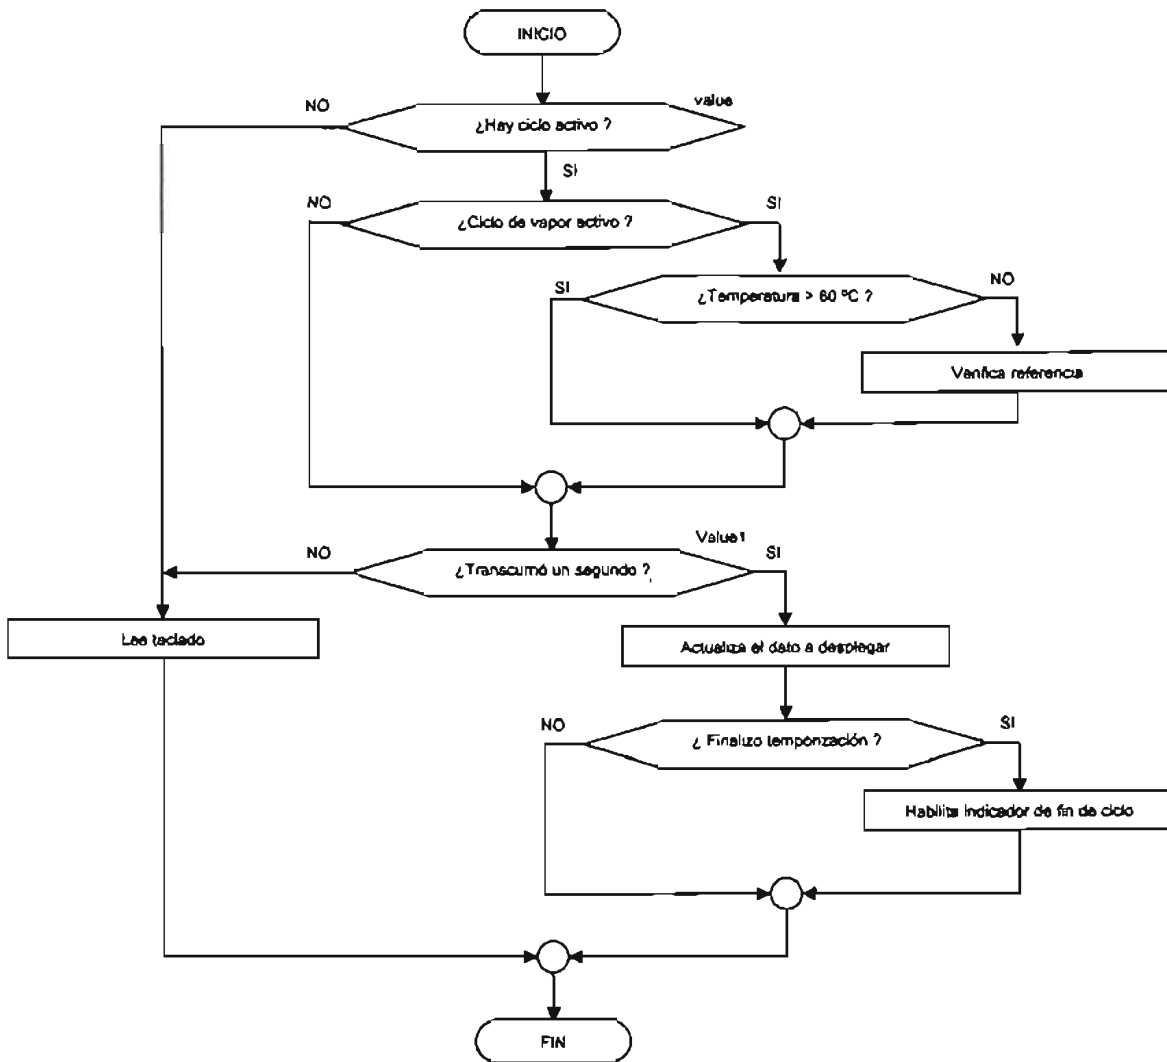 INICIO
NO
value
¿Hay ciclo activo ?
SI
NO
SI
¿Ciclo de vapor activo ?
SI
NO
¿Temperatura > 60 ºC ?
Verifica referencia
Value1
NO
SI
¿Transcurrió un segundo ?
Lee teclado
Actualiza el dato a desplegar
NO
SI
¿ Finalizo temporización ?
Habilita indicador de fin de ciclo
FIN